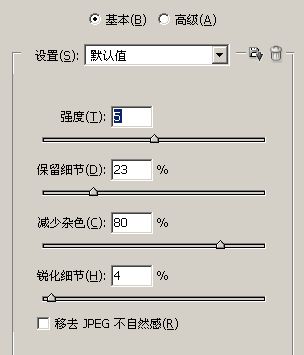 基本(B) 高级(A)
设置(S): 默认值
强度(T): 5
保留细节(D): 23 %
减少杂色(C): 80 %
锐化细节(H): 4 %
移去 JPEG 不自然感(R)